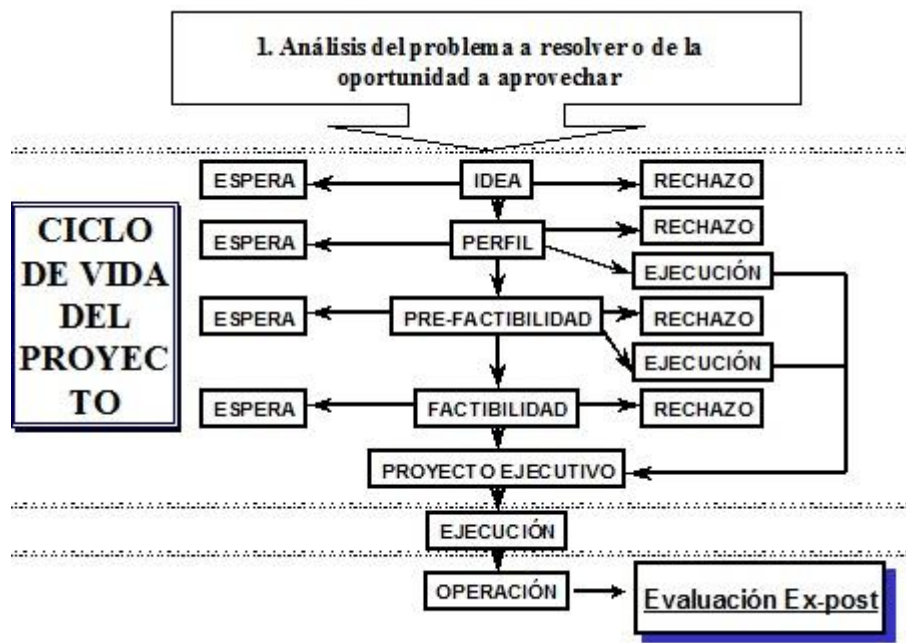 1. Análisis del problema a resolver o de la
oportunidad a aprovechar
ESPERA
IDEA
RECHAZO
CICLO
DE VIDA
DEL
PROYEC
TO
ESPERA
PERFIL
RECHAZO
EJECUCIÓN
ESPERA
PRE-FACTIBILIDAD
RECHAZO
EJECUCIÓN
ESPERA
FACTIBILIDAD
RECHAZO
PROYECTO EJECUTIVO
EJECUCIÓN
OPERACIÓN
Evaluación Ex-post